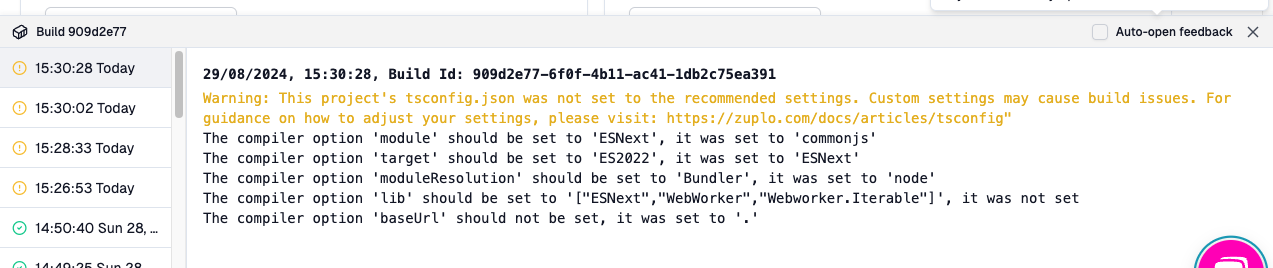 Build 909d2e77
Auto-open feedback
15:30:28 Today
15:30:02 Today
15:28:33 Today
15:26:53 Today
14:50:40 Sun 28, ...
29/08/2024, 15:30:28, Build Id: 909d2e77-6f0f-4b11-ac41-1db2c75ea391
Warning: This project's tsconfig.json was not set to the recommended settings. Custom settings may cause build issues. For
guidance on how to adjust your settings, please visit: https://zuplo.com/docs/articles/tsconfig"
The compiler option 'module' should be set to 'ESNext', it was set to 'commonjs'
The compiler option 'target' should be set to 'ES2022', it was set to 'ESNext'
The compiler option 'moduleResolution' should be set to 'Bundler', it was set to 'node'
The compiler option 'lib' should be set to '["ESNext","WebWorker","Webworker.Iterable"]', it was not set
The compiler option 'baseUrl' should not be set, it was set to '.'